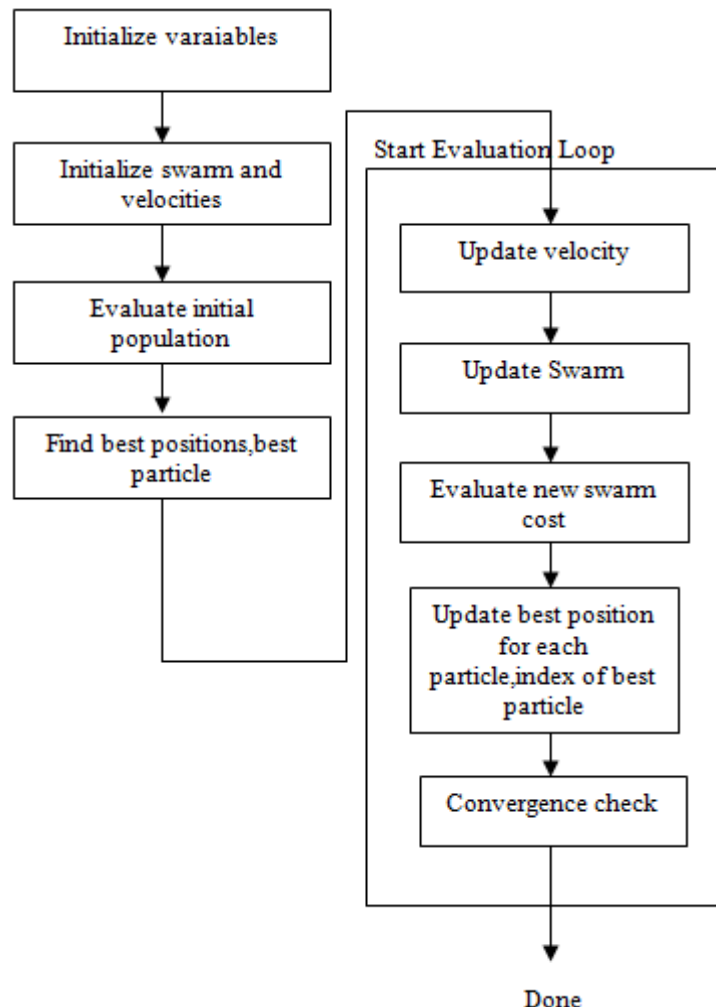 Initialize varaiables
Initialize swarm and
velocities
Evaluate initial
population
Find best positions,best
particle
Start Evaluation Loop
Update velocity
Update Swarm
Evaluate new swarm
cost
Update best position
for each
particle,index of best
particle
Convergence check
Done